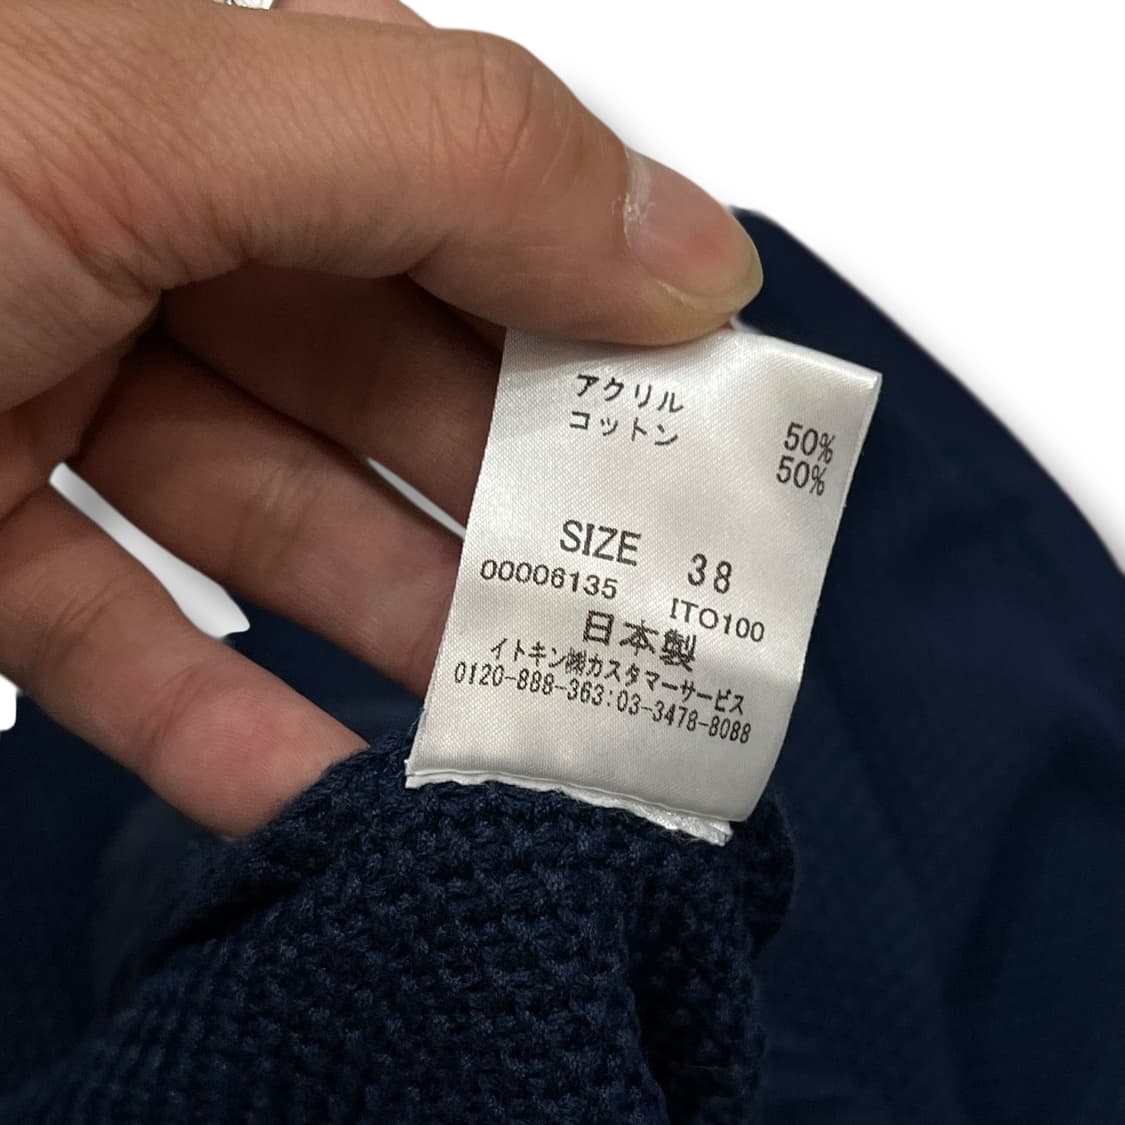 アクリル 50%
コットン 50%
SIZE 38
00006135 ITO100
日本製
イトキン㈱カスタマーサービス
0120-888-363:03-3478-8088